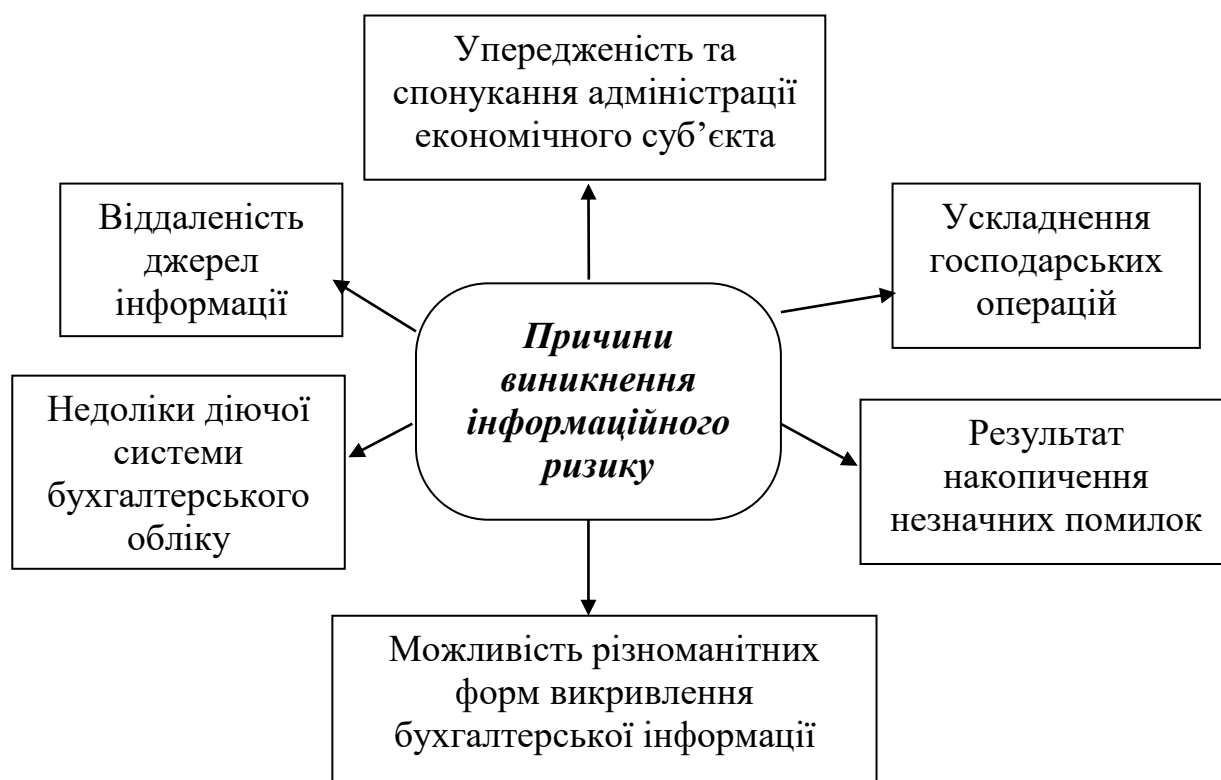 Упередженість та
спонукання адміністрації
економічного суб’єкта
Віддаленість
джерел
інформації
Ускладнення
господарських
операцій
Причини
виникнення
інформаційного
ризику
Недоліки діючої
системи
бухгалтерського
обліку
Результат
накопичення
незначних помилок
Можливість різноманітних
форм викривлення
бухгалтерської інформації